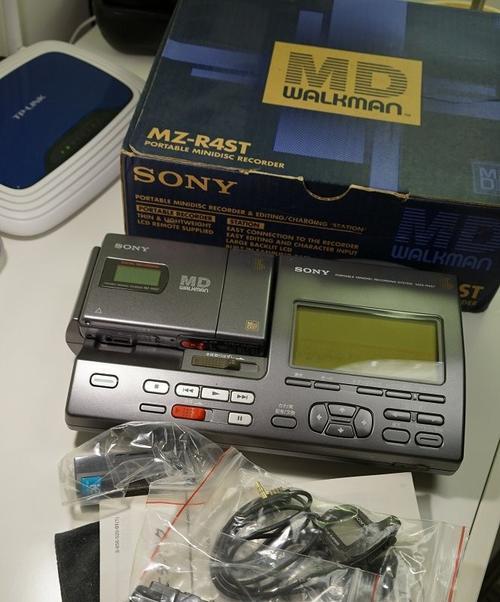 TP-LINK
MD
WALKMAN
MZ-R4ST
PORTABLE MINIDISC RECORDER
SONY
PORTABLE MINIDISC RECORDER & EDITING/CHARGING STATION
PORTABLE RECORDER
THIN & LIGHTWEIGHT
LCD REMOTE SUPPLIED
STATION
EASY CONNECTION TO THE RECORDER
EASY EDITING AND CHARACTER INPUT
LARGE BACKLIT LCD
MD
ST
SONY
MD
WALKMAN
SONY
PORTABLE MINIDISC RECORDING SYSTEM